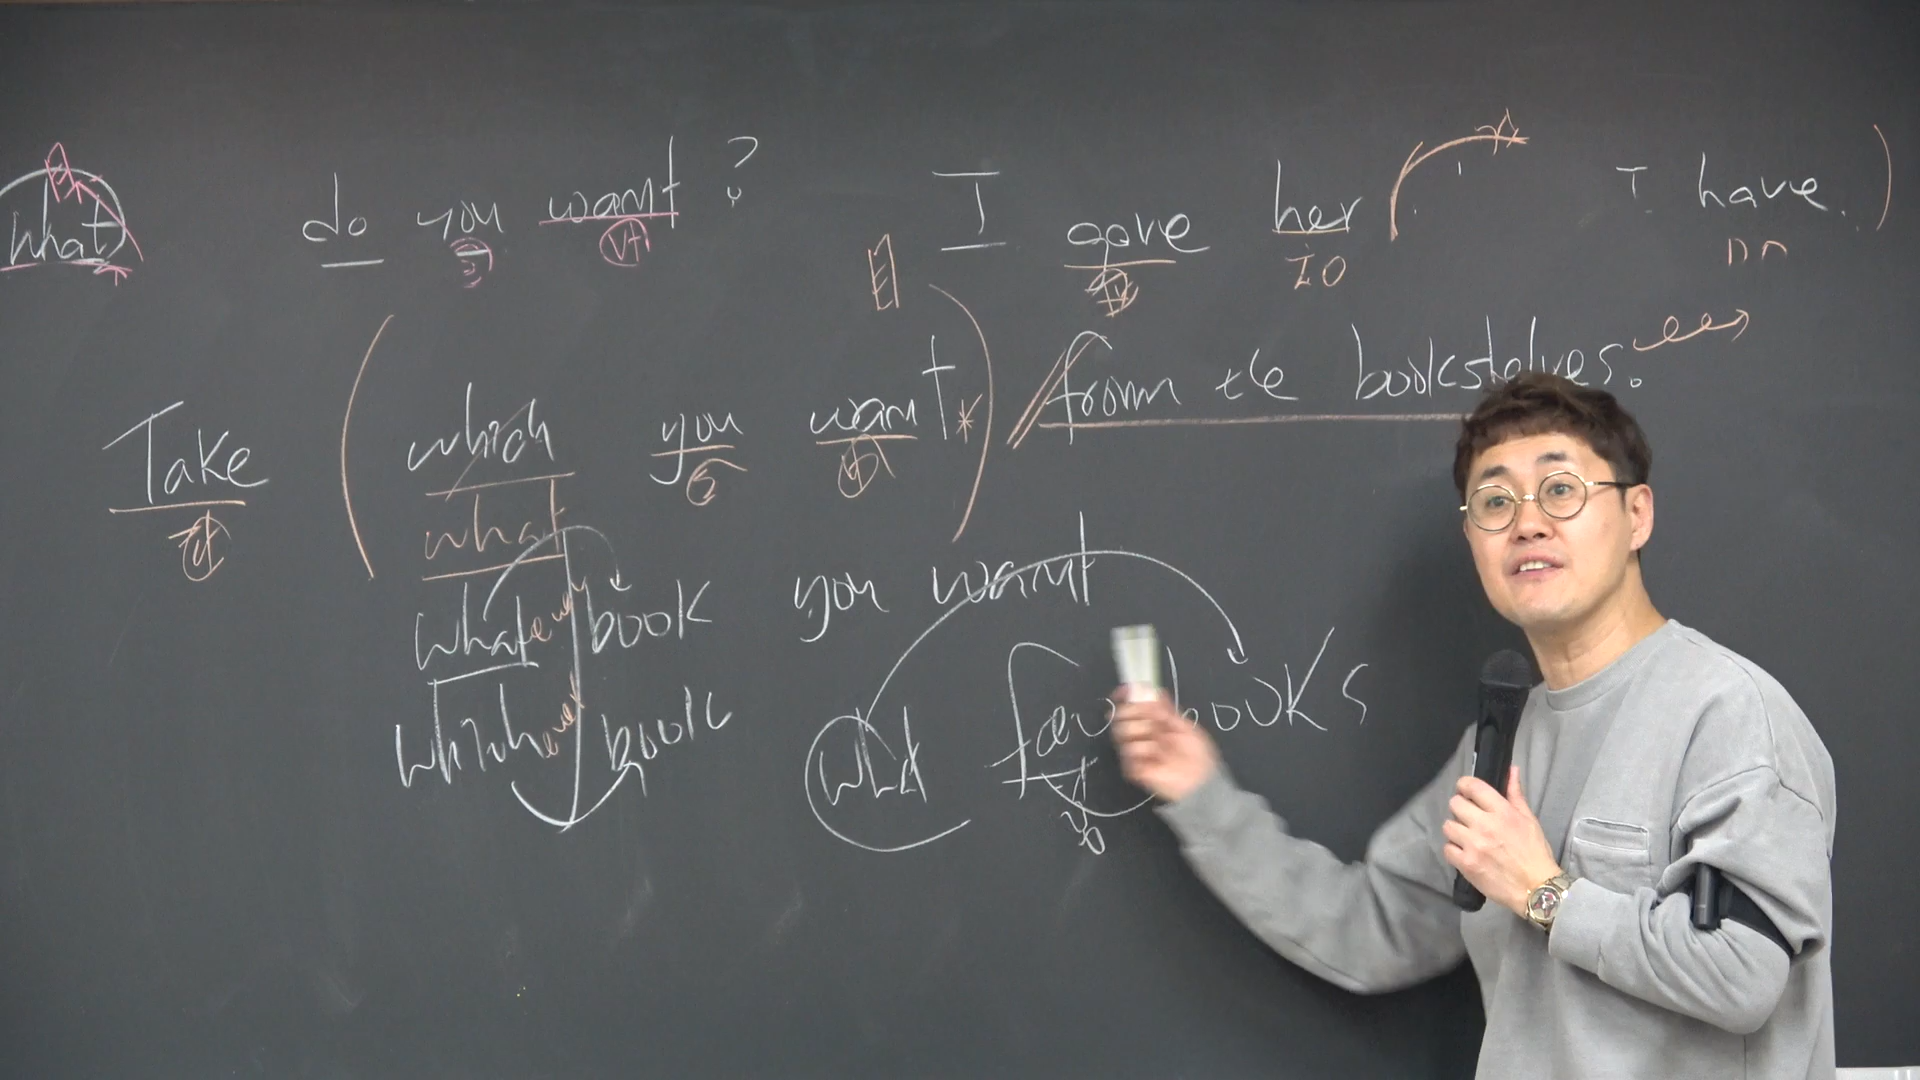 What do you want ? I gave her I have.
S Vt IO
Take ( which you want * ) from the bookshelves.
what
whatever book you want
whichever book
what few books